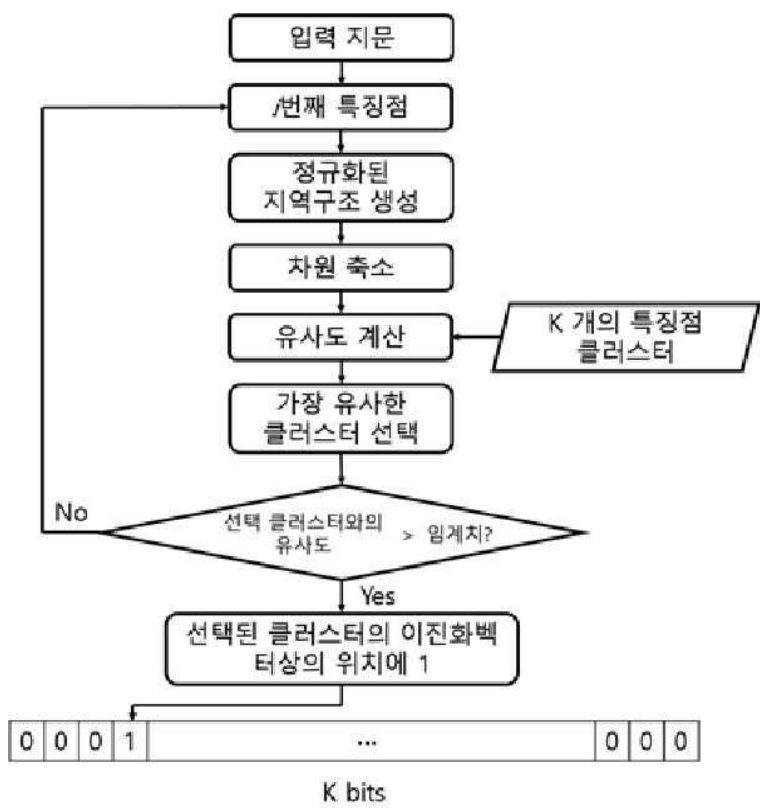 입력 지문
i번째 특징점
정규화된
지역구조 생성
차원 축소
유사도 계산
K 개의 특징점
클러스터
가장 유사한
클러스터 선택
No
선택 클러스터와의
유사도 > 임계치?
Yes
선택된 클러스터의 이진화벡
터상의 위치에 1
0 0 0 1 ... 0 0 0
K bits